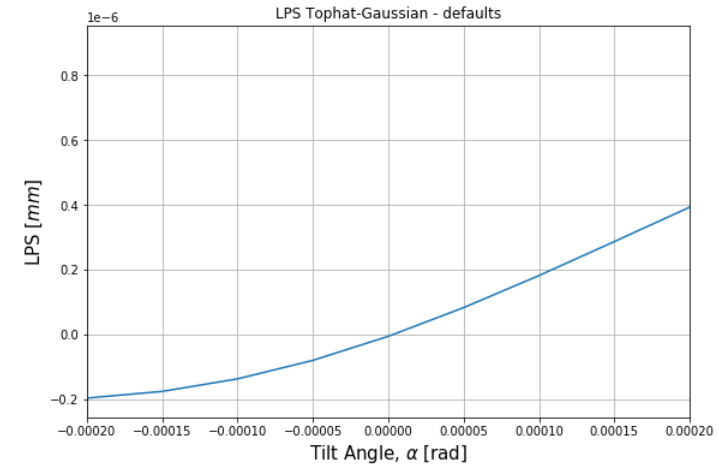 LPS Tophat-Gaussian - defaults
1e−6
0.8
0.6
0.4
0.2
0.0
−0.2
LPS [mm]
−0.00020 −0.00015 −0.00010 −0.00005 0.00000 0.00005 0.00010 0.00015 0.00020
Tilt Angle, α [rad]